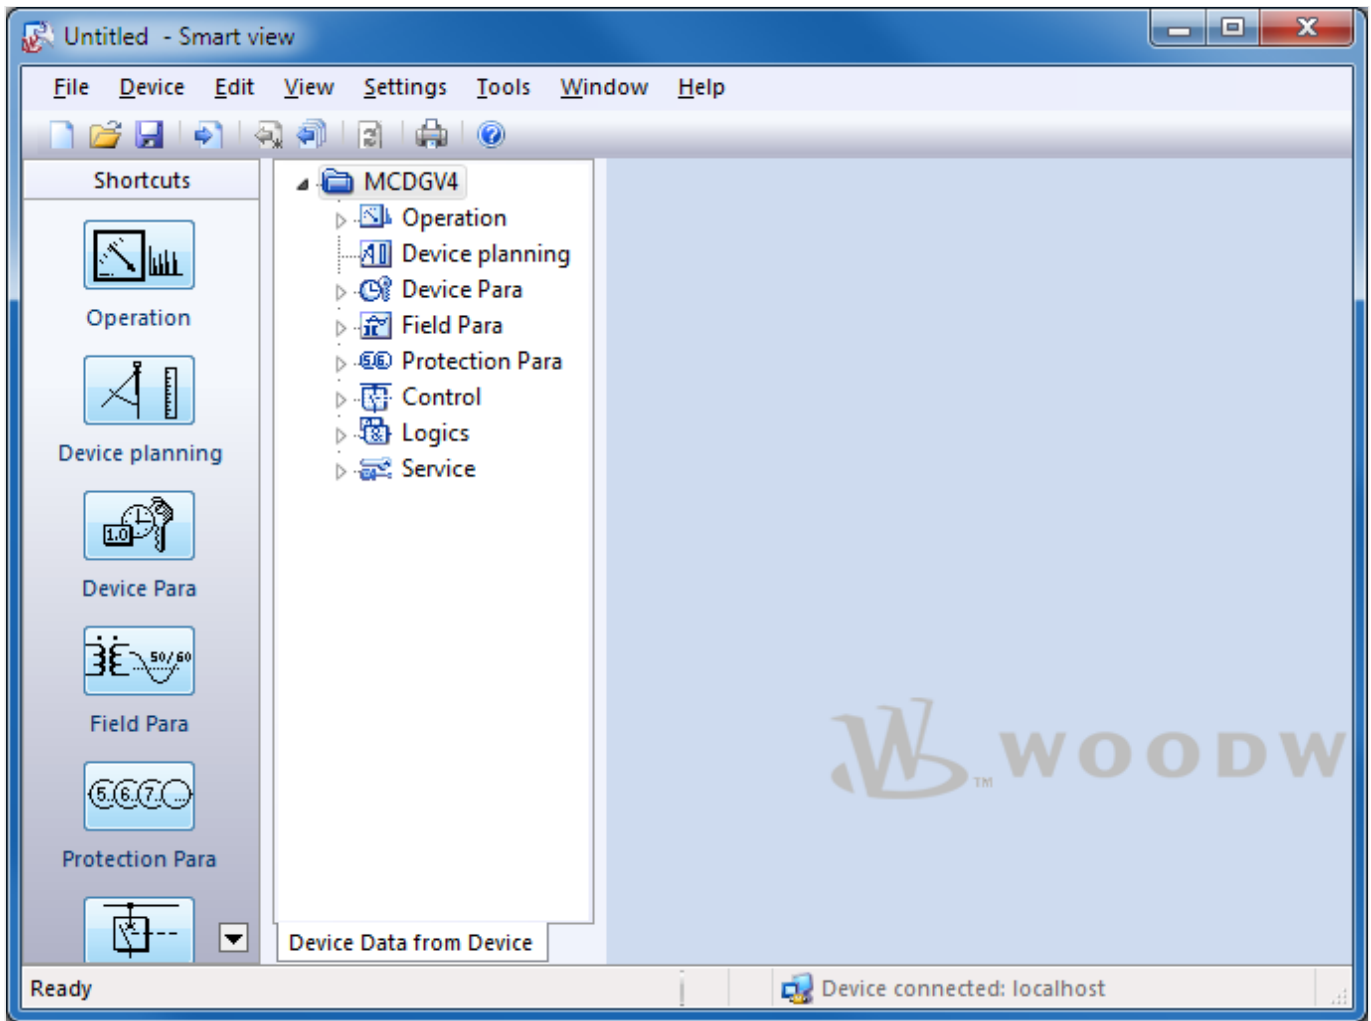 Untitled - Smart view
File Device Edit View Settings Tools Window Help
Shortcuts
Operation
Device planning
1.0
Device Para
50/60
Field Para
5. 6. 7. ...
Protection Para
MCDGV4
Operation
Device planning
Device Para
Field Para
Protection Para
Control
Logics
Service
Device Data from Device
WOODW
TM
Ready
Device connected: localhost